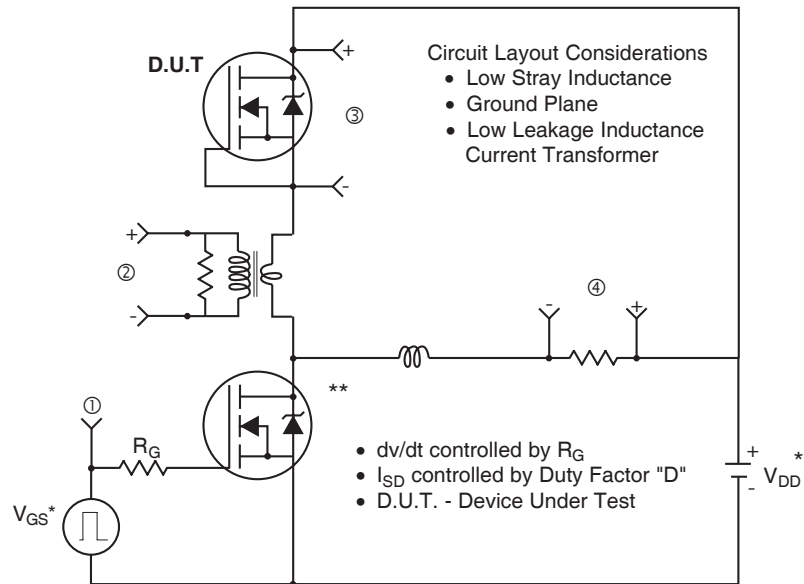 D.U.T
+
Circuit Layout Considerations
• Low Stray Inductance
③
• Ground Plane
• Low Leakage Inductance
Current Transformer
-
+
②
-
④
- +
**
①
R_G
• dv/dt controlled by R_G
• I_SD controlled by Duty Factor "D"
• D.U.T. - Device Under Test
+
V_DD*
-
V_GS*